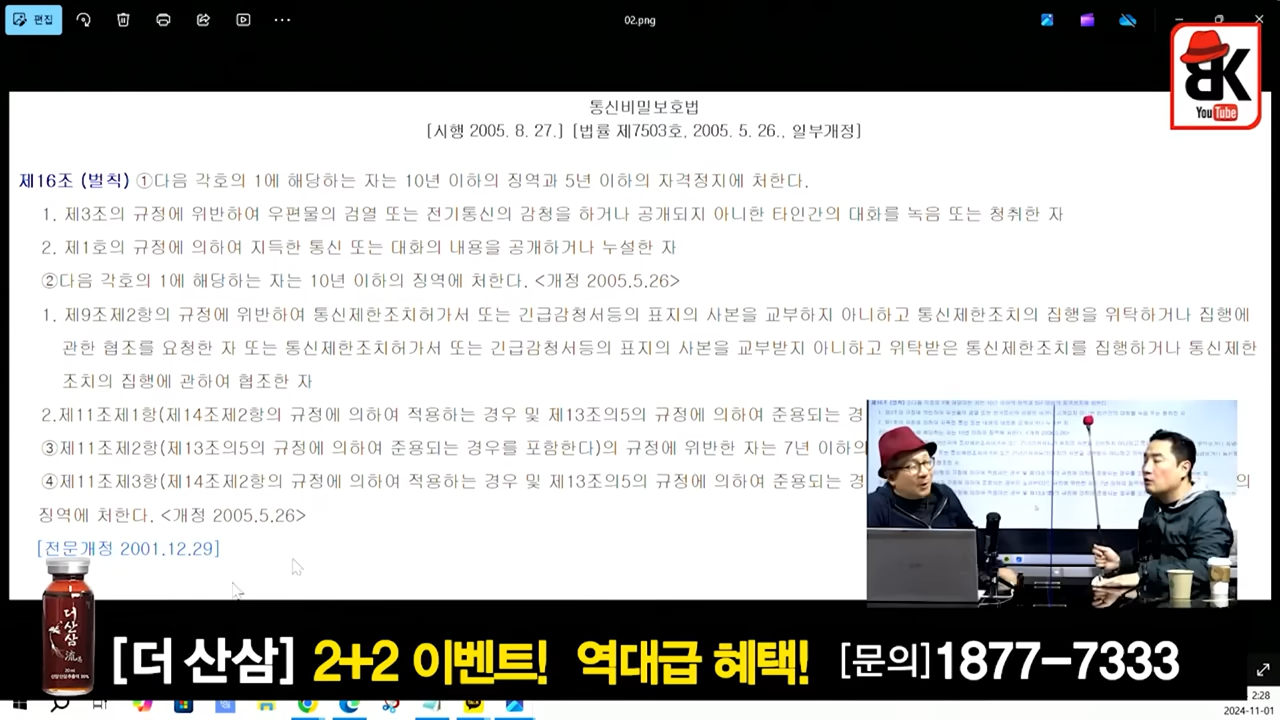 편집
02.png
BK
YouTube
통신비밀보호법
[시행 2005. 8. 27.] [법률 제7503호, 2005. 5. 26., 일부개정]
제16조 (벌칙) ①다음 각호의 1에 해당하는 자는 10년 이하의 징역과 5년 이하의 자격정지에 처한다.
1. 제3조의 규정에 위반하여 우편물의 검열 또는 전기통신의 감청을 하거나 공개되지 아니한 타인간의 대화를 녹음 또는 청취한 자
2. 제1호의 규정에 의하여 지득한 통신 또는 대화의 내용을 공개하거나 누설한 자
②다음 각호의 1에 해당하는 자는 10년 이하의 징역에 처한다. <개정 2005.5.26>
1. 제9조제2항의 규정에 위반하여 통신제한조치허가서 또는 긴급감청서등의 표지의 사본을 교부하지 아니하고 통신제한조치의 집행을 위탁하거나 집행에
관한 협조를 요청한 자 또는 통신제한조치허가서 또는 긴급감청서등의 표지의 사본을 교부받지 아니하고 위탁받은 통신제한조치를 집행하거나 통신제한
조치의 집행에 관하여 협조한 자
2.제11조제1항(제14조제2항의 규정에 의하여 적용하는 경우 및 제13조의5의 규정에 의하여 준용되는 경
③제11조제2항(제13조의5의 규정에 의하여 준용되는 경우를 포함한다)의 규정에 위반한 자는 7년 이하의
④제11조제3항(제14조제2항의 규정에 의하여 적용하는 경우 및 제13조의5의 규정에 의하여 준용되는 경
의
징역에 처한다. <개정 2005.5.26>
[전문개정 2001.12.29]
더 산삼
[더 산삼] 2+2 이벤트! 역대급 혜택! [문의]1877-7333
2:28
2024-11-01